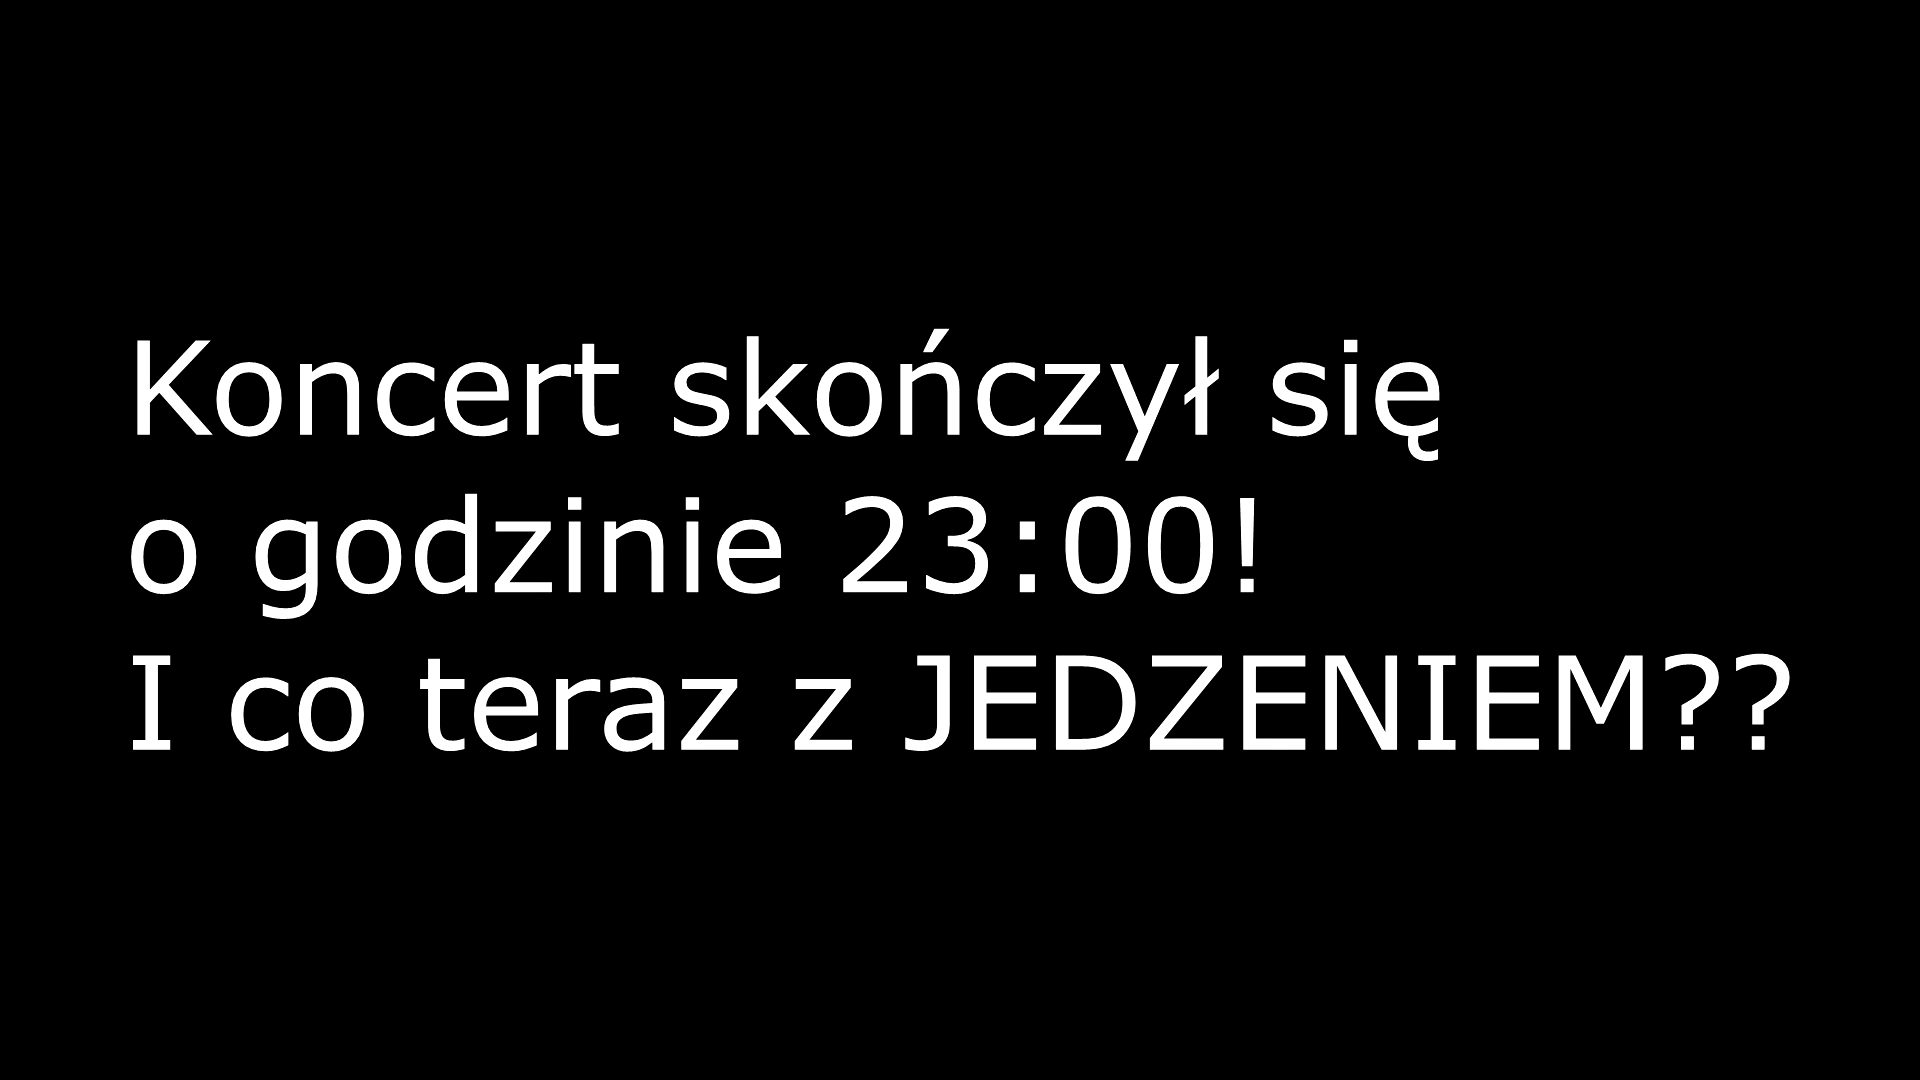 Koncert skończył się
o godzinie 23:00!
I co teraz z JEDZENIEM??